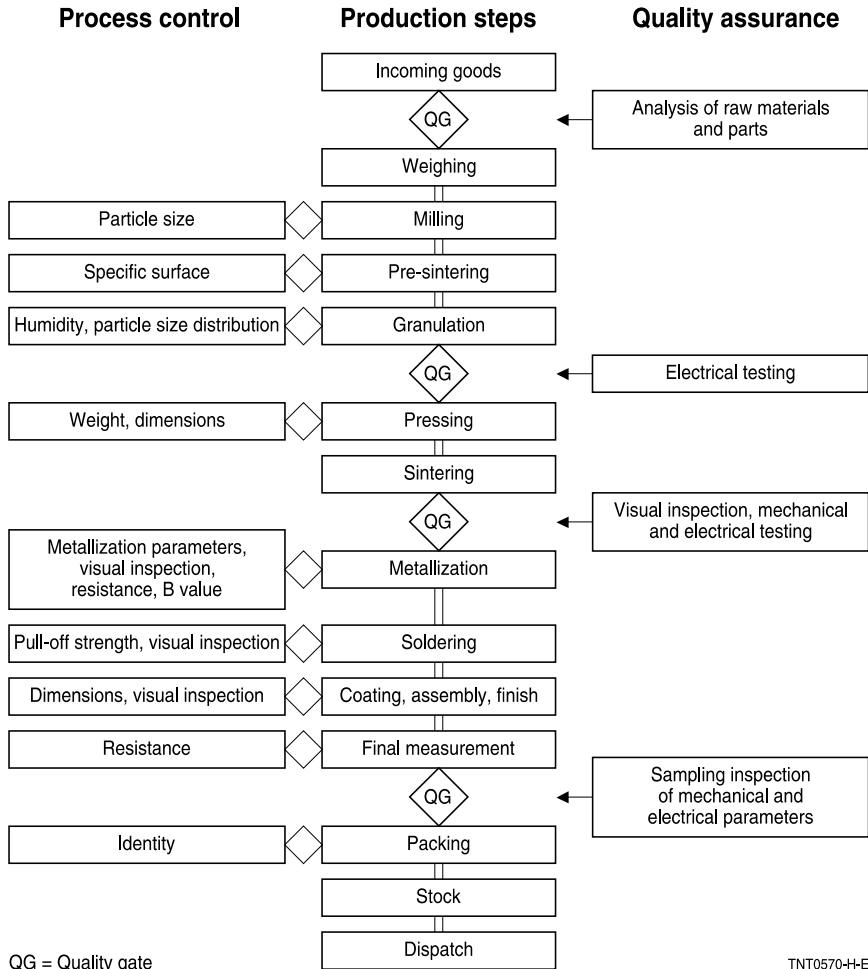 Process control
Production steps
Quality assurance
Incoming goods
QG
Analysis of raw materials
and parts
Weighing
Particle size
Milling
Specific surface
Pre-sintering
Humidity, particle size distribution
Granulation
QG
Electrical testing
Weight, dimensions
Pressing
Sintering
QG
Visual inspection, mechanical
and electrical testing
Metallization parameters,
visual inspection,
resistance, B value
Metallization
Pull-off strength, visual inspection
Soldering
Dimensions, visual inspection
Coating, assembly, finish
Resistance
Final measurement
QG
Sampling inspection
of mechanical and
electrical parameters
Identity
Packing
Stock
Dispatch
QG = Quality gate
TNT0570-H-E